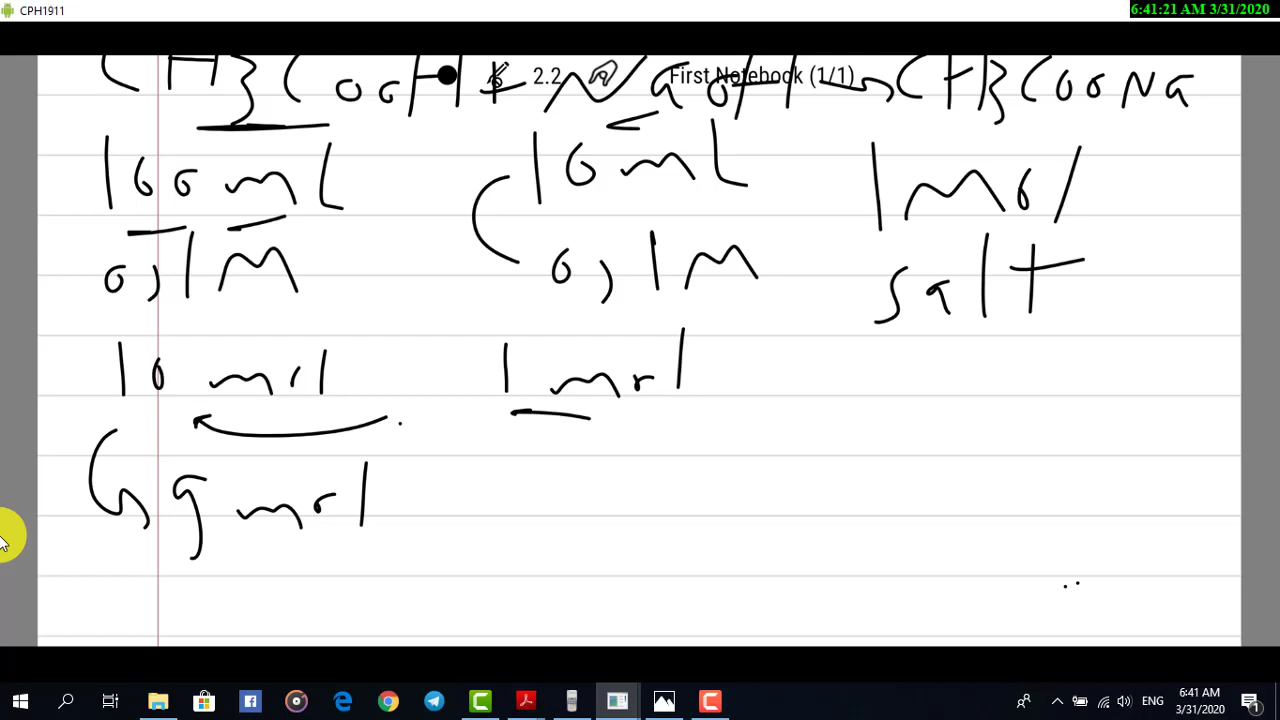 CPH1911
6:41:21 AM 3/31/2020
2.2 First Notebook (1/1)
CH3COOH + NaOH → CH3COONa
100 mL 10 mL 1 mol
0,1 M 0,1 M salt
10 mol 1 mol
9 mol
ENG 6:41 AM
3/31/2020